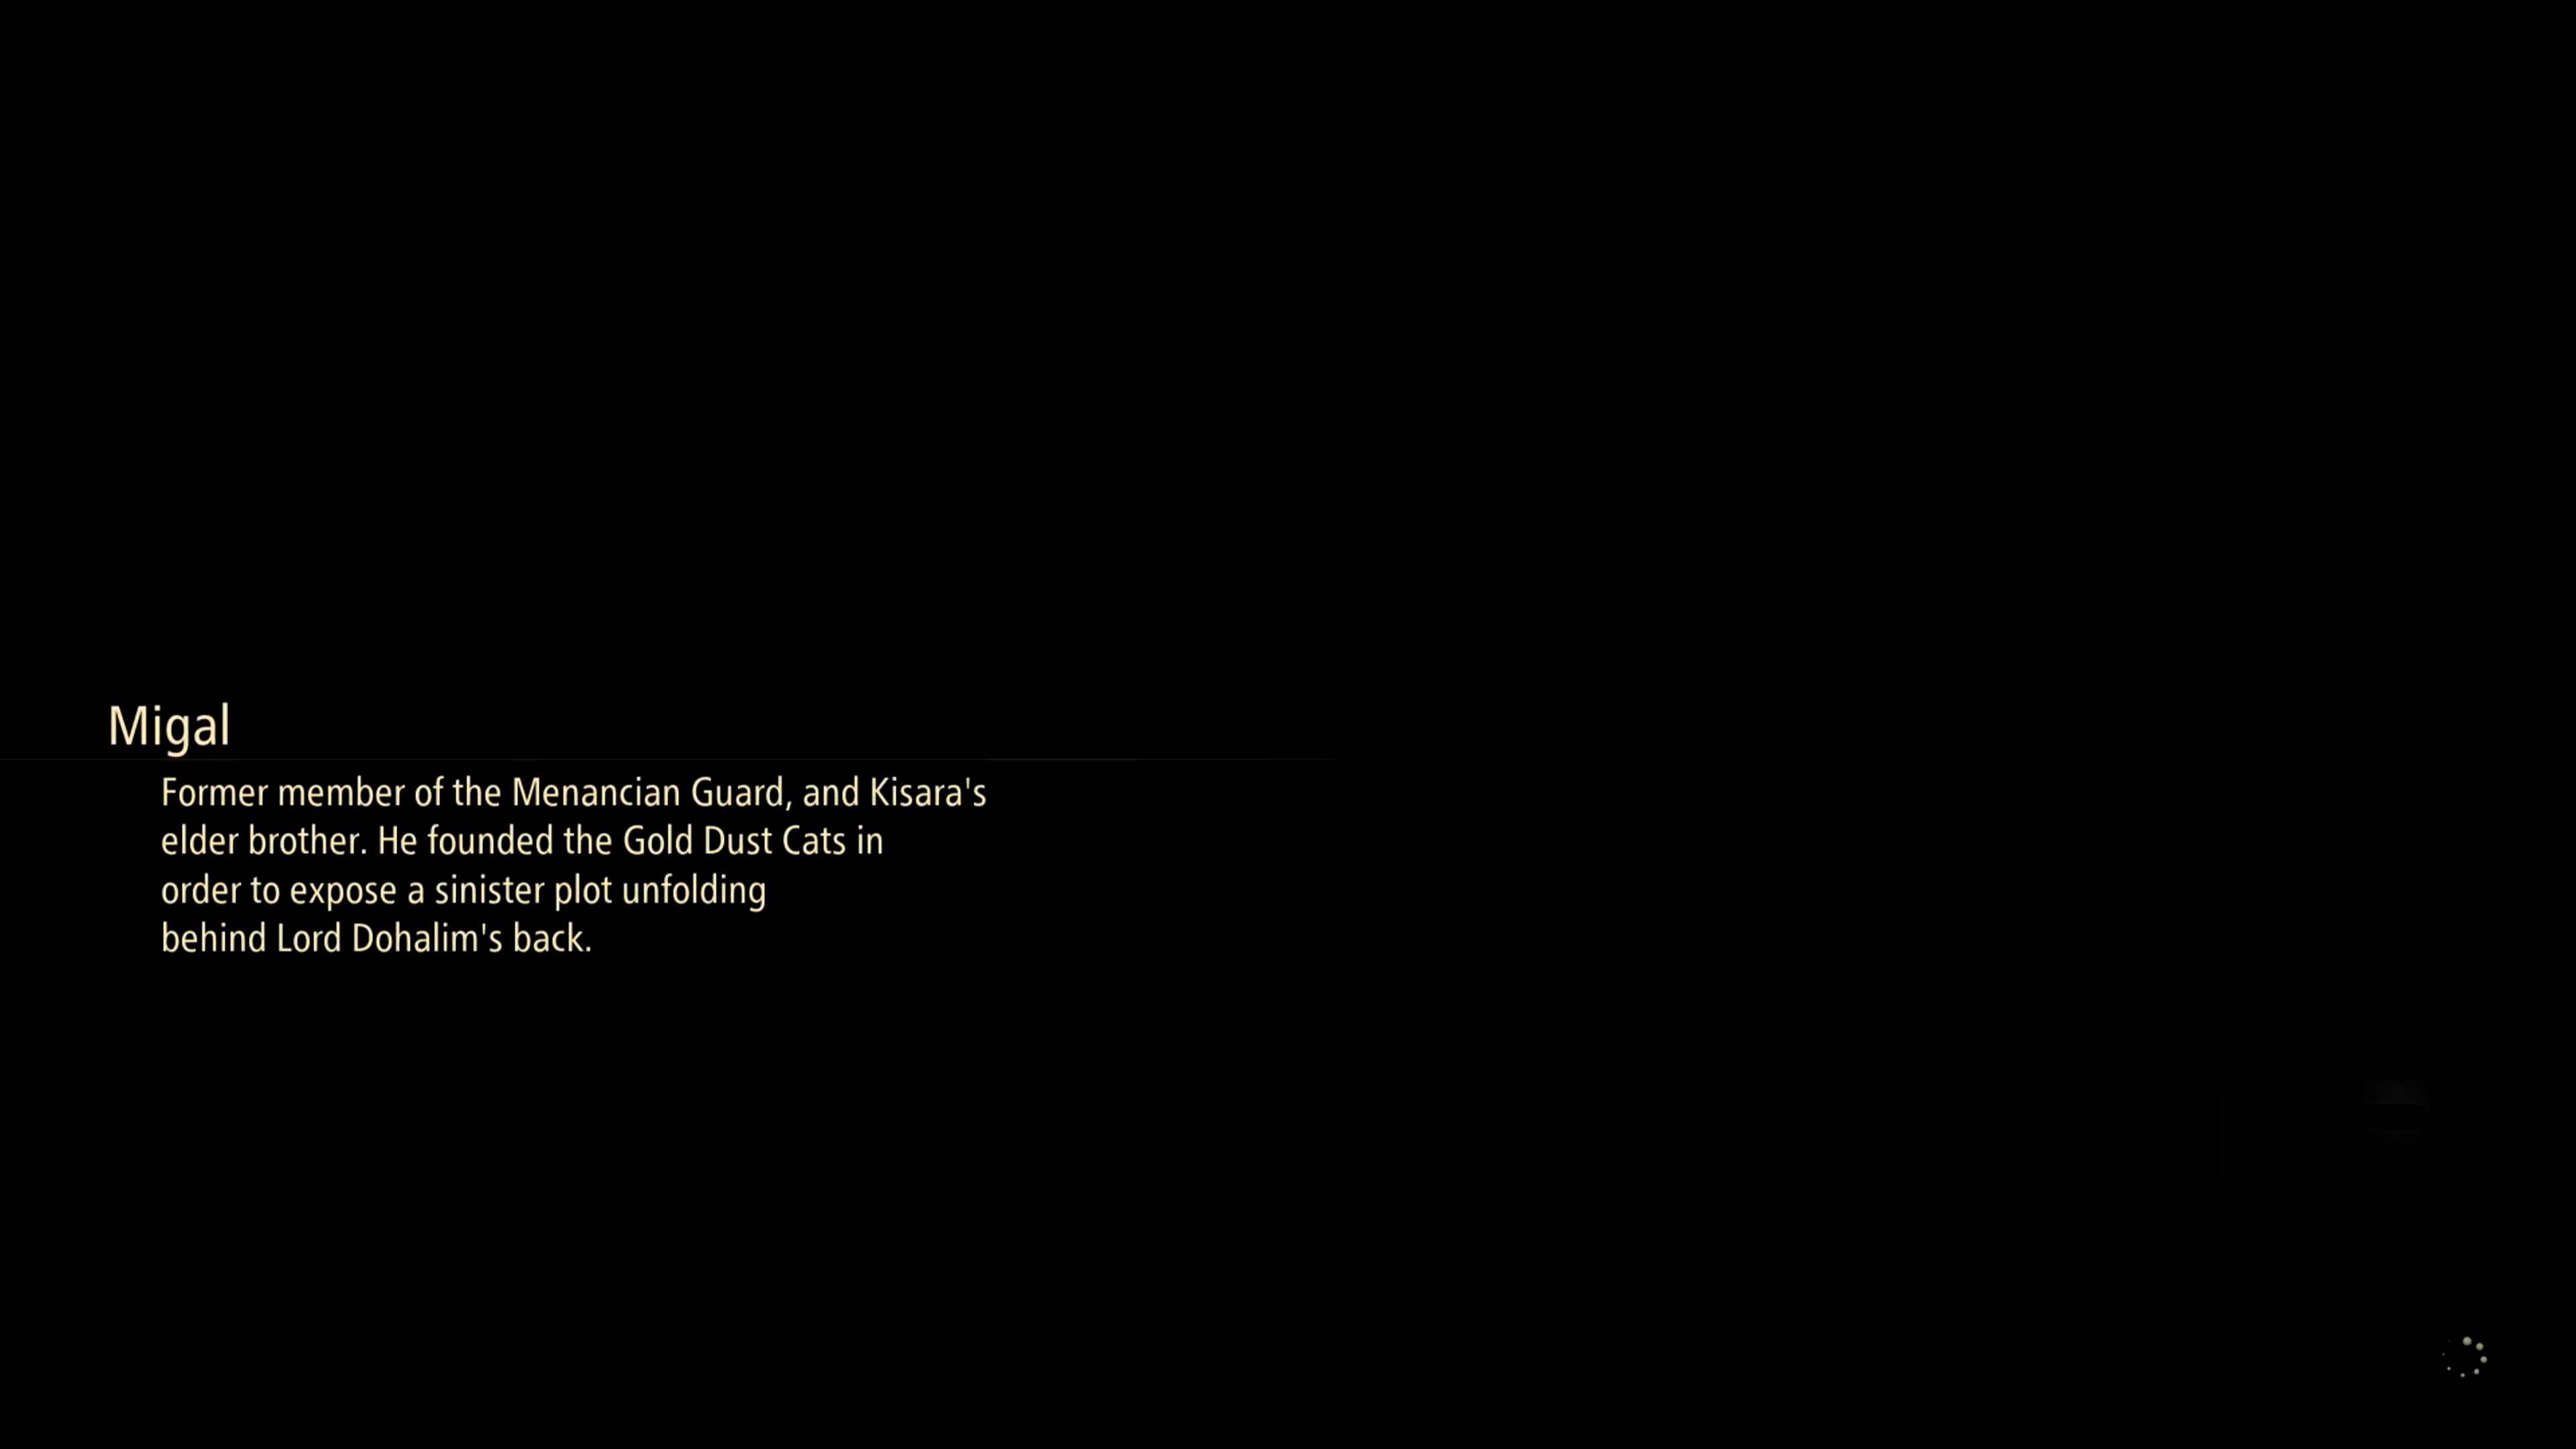 Migal
Former member of the Menancian Guard, and Kisara's
elder brother. He founded the Gold Dust Cats in
order to expose a sinister plot unfolding
behind Lord Dohalim's back.